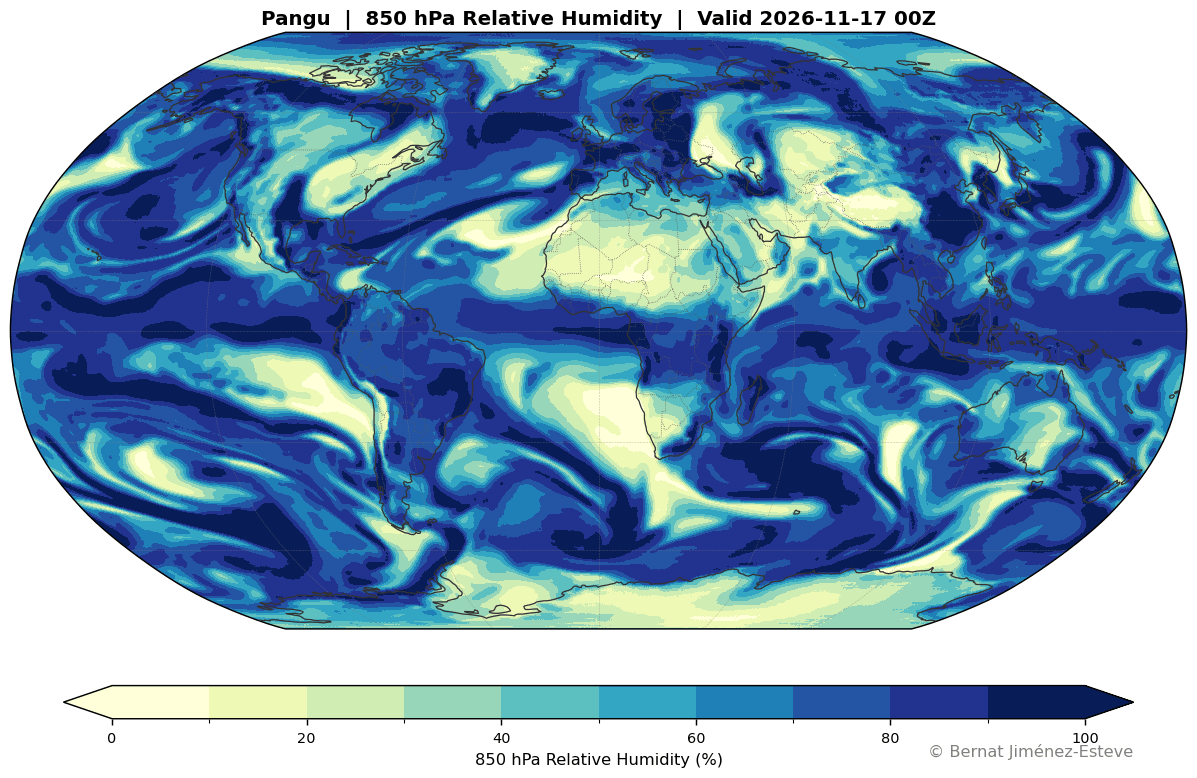 Pangu | 850 hPa Relative Humidity | Valid 2026-11-17 00Z
0 20 40 60 80 100
850 hPa Relative Humidity (%)
© Bernat Jiménez-Esteve